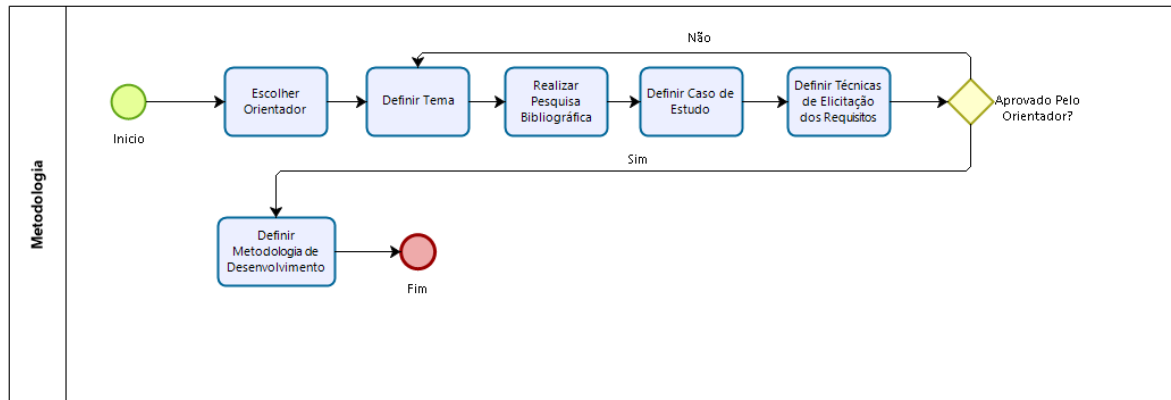 Metodologia
Inicio
Escolher
Orientador
Definir Tema
Realizar
Pesquisa
Bibliográfica
Definir Caso de
Estudo
Definir Técnicas
de Elicitação
dos Requisitos
Não
Aprovado Pelo
Orientador?
Sim
Definir
Metodologia de
Desenvolvimento
Fim